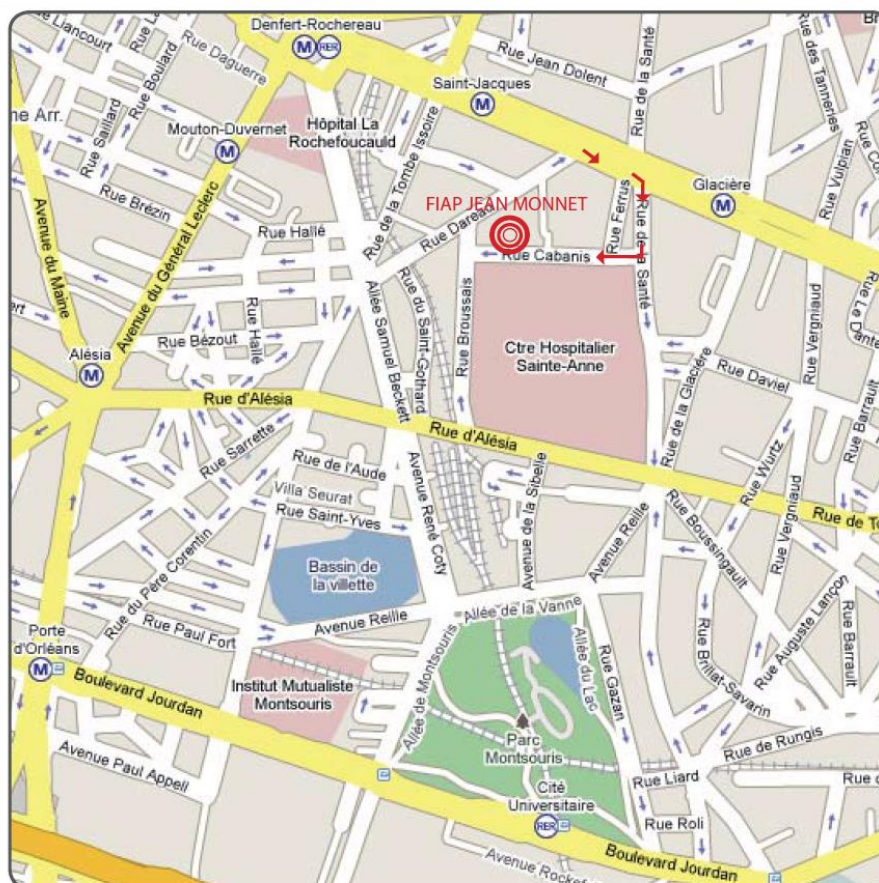 Denfert-Rochereau
M RER
Rue Daguerre
Rue Boulard
Rue Saillard
Saint-Jacques
M
Rue Jean Dolent
Rue de la Santé
Rue des Tanneries
Mouton-Duvernet
M
Hôpital La
Rochefoucauld
Rue de la Tombe Issoire
Rue Vulpian
Glacière
M
Rue Brézin
Avenue du Maine
Avenue du Général Leclerc
Rue Hallé
Rue Dareau
FIAP JEAN MONNET
Rue Ferrus
Rue de la Santé
Rue Cabanis
Rue Bézout
Rue Hallé
Allée Samuel Beckett
Rue du Saint-Gothard
Rue Broussais
Ctre Hospitalier
Sainte-Anne
Rue de la Glacière
Rue Vergniaud
Rue Daviel
Rue Barrault
Alésia
M
Rue d'Alésia
Rue d'Alésia
Rue Sarrette
Rue de l'Aude
Villa Seurat
Rue Saint-Yves
Avenue René Coty
Avenue de la Sibelle
Avenue Reille
Rue Boussingault
Rue Wurtz
Rue Vergniaud
Bassin de
la villette
Rue du Père Corentin
Rue Paul Fort
Avenue Reille
Allée de la Vanne
Allée du Lac
Rue Gazan
Rue Auguste Lançon
Rue Barrault
Porte
d'Orléans
M
Boulevard Jourdan
Institut Mutualiste
Montsouris
Allée de Montsouris
Parc
Montsouris
Rue de Rungis
Avenue Paul Appell
Cité
Universitaire
RER
Rue Liard
Rue Roli
Boulevard Jourdan